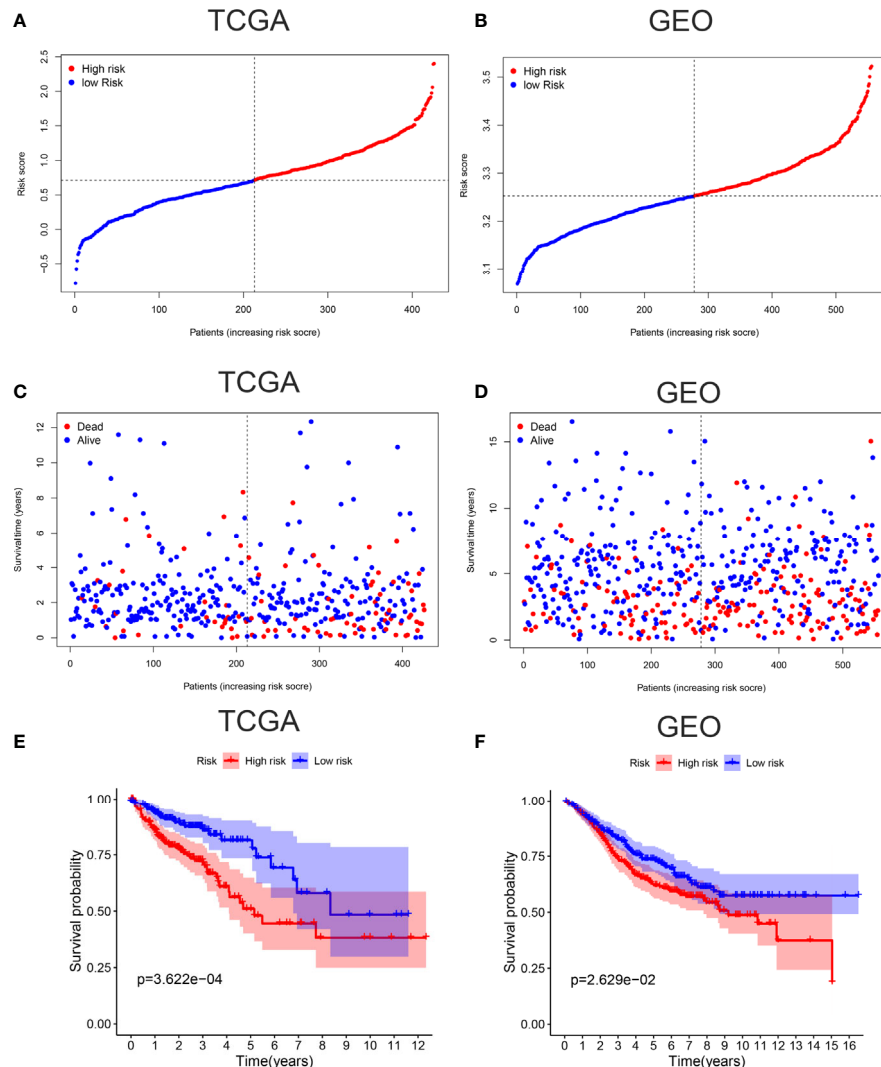 A
TCGA
High risk
low Risk
Risk score
2.5
2.0
1.5
1.0
0.5
0.0
−0.5
0 100 200 300 400
Patients (increasing risk socre)
B
GEO
High risk
low Risk
Risk score
3.5
3.4
3.3
3.2
3.1
0 100 200 300 400 500
Patients (increasing risk socre)
C
TCGA
Dead
Alive
Survival time (years)
12
10
8
6
4
2
0
0 100 200 300 400
Patients (increasing risk socre)
D
GEO
Dead
Alive
Survival time (years)
15
10
5
0
0 100 200 300 400 500
Patients (increasing risk socre)
E
TCGA
Risk High risk Low risk
Survival probability
1.00
0.75
0.50
0.25
0.00
p=3.622e−04
0 1 2 3 4 5 6 7 8 9 10 11 12
Time(years)
F
GEO
Risk High risk Low risk
Survival probability
1.00
0.75
0.50
0.25
0.00
p=2.629e−02
0 1 2 3 4 5 6 7 8 9 10 11 12 13 14 15 16
Time(years)